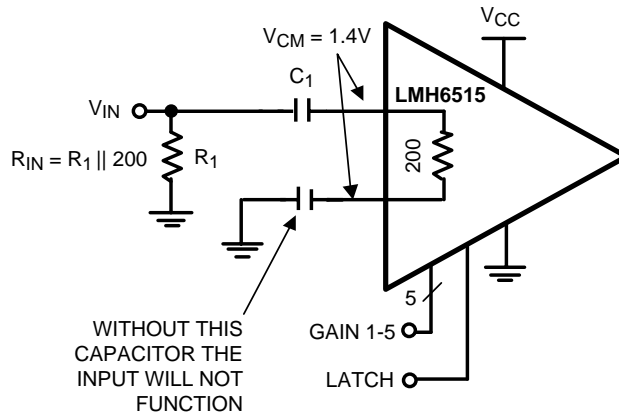 V_CC
V_CM = 1.4V
C_1
LMH6515
V_IN
R_IN = R_1 || 200
R_1
200
5
WITHOUT THIS
CAPACITOR THE
INPUT WILL NOT
FUNCTION
GAIN 1-5
LATCH